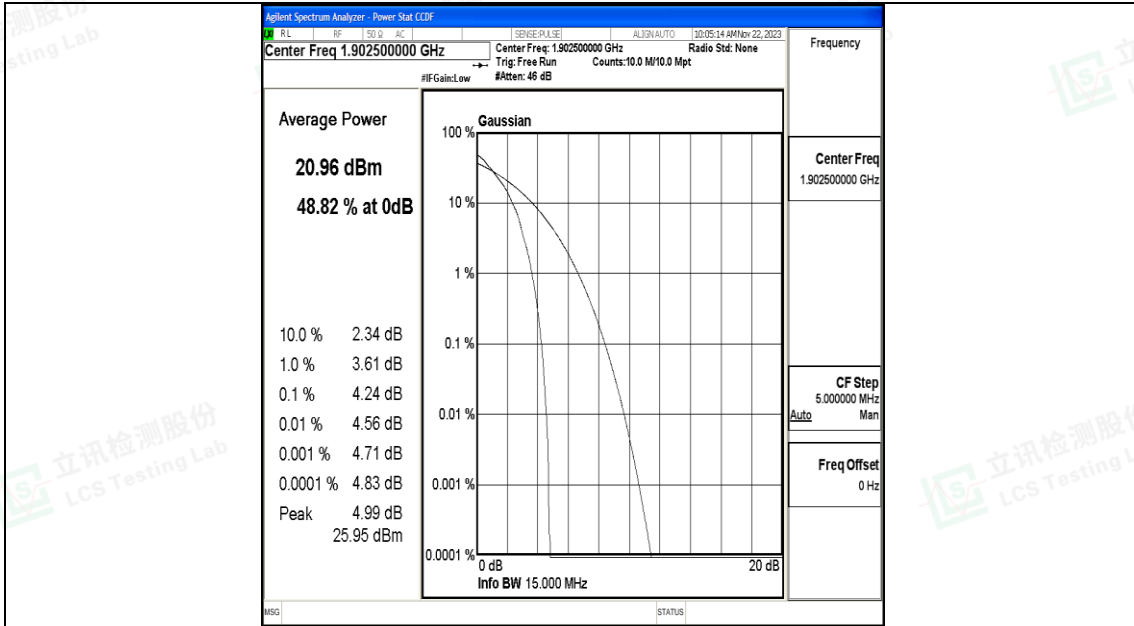 Agilent Spectrum Analyzer - Power Stat CCDF
RL RF 50 Ω AC SENSE:PULSE ALIGN AUTO 10:05:14 AM Nov 22, 2023
Center Freq 1.902500000 GHz
Center Freq: 1.902500000 GHz Radio Std: None
Trig: Free Run Counts:10.0 M/10.0 Mpt
#IFGain:Low #Atten: 46 dB
Frequency
Average Power
20.96 dBm
48.82 % at 0dB
10.0 % 2.34 dB
1.0 % 3.61 dB
0.1 % 4.24 dB
0.01 % 4.56 dB
0.001 % 4.71 dB
0.0001 % 4.83 dB
Peak 4.99 dB
25.95 dBm
Gaussian
100 %
10 %
1 %
0.1 %
0.01 %
0.001 %
0.0001 %
0 dB 20 dB
Info BW 15.000 MHz
Center Freq
1.902500000 GHz
CF Step
5.000000 MHz
Auto Man
Freq Offset
0 Hz
MSG STATUS
立讯检测股份
LCS Testing Lab
立讯检测股份
LCS Testing L